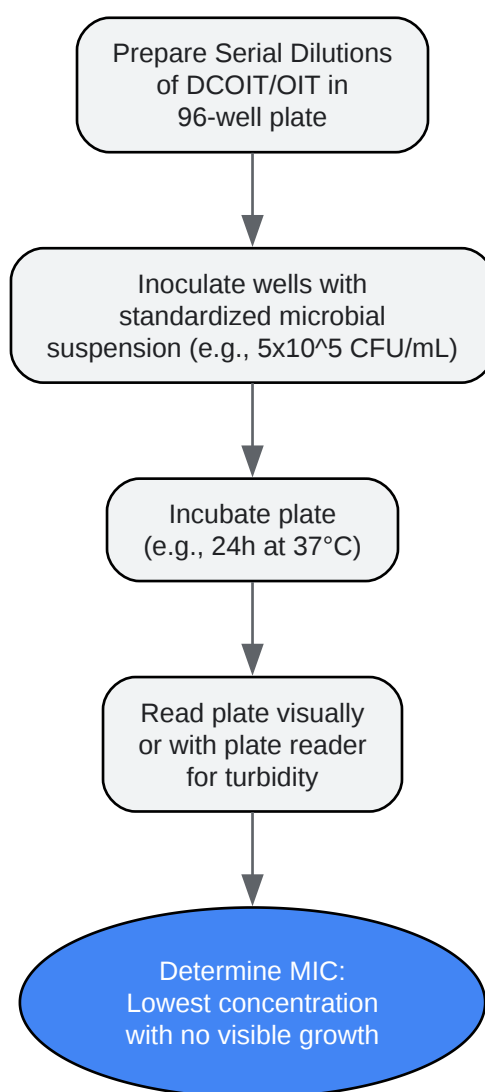 Prepare Serial Dilutions
of DCOIT/OIT in
96-well plate
Inoculate wells with
standardized microbial
suspension (e.g., 5x10^5 CFU/mL)
Incubate plate
(e.g., 24h at 37°C)
Read plate visually
or with plate reader
for turbidity
Determine MIC:
Lowest concentration
with no visible growth